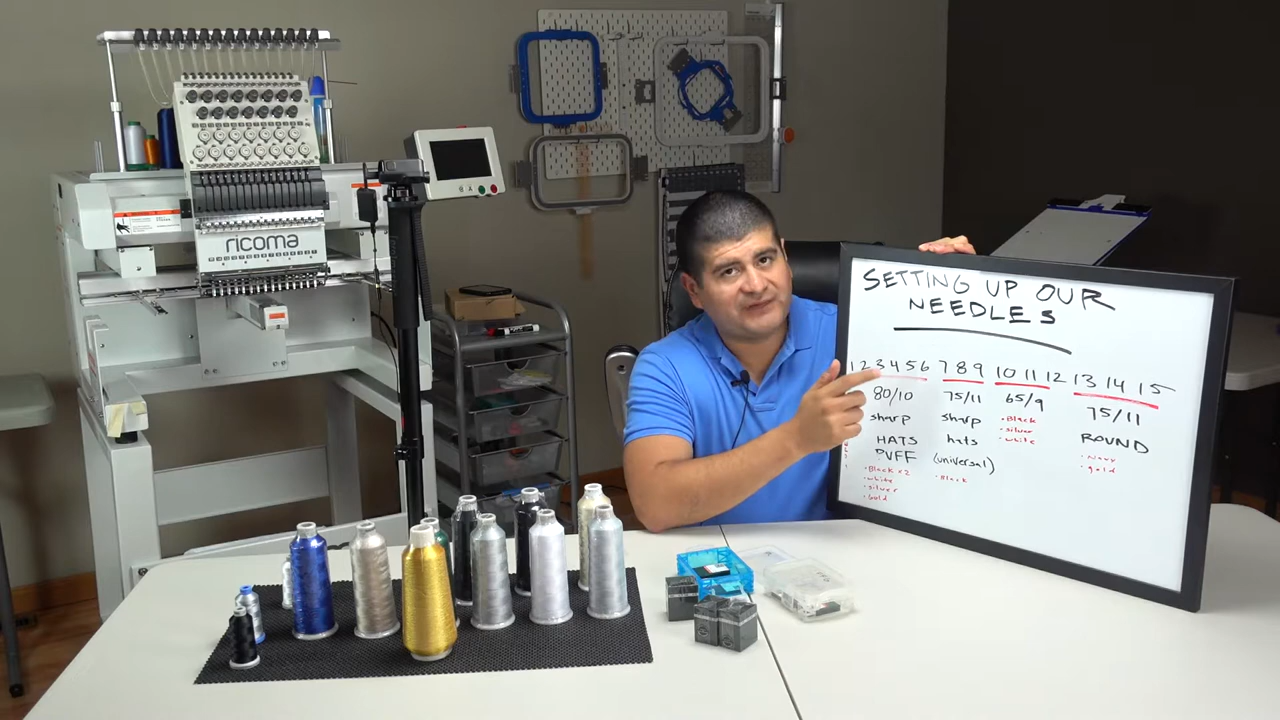 ricoma
SETTING UP OUR
NEEDLES
1 2 3 4 5 6 7 8 9 10 11 12 13 14 15
80/10 75/11 65/9 75/11
sharp sharp • Black ROUND
• silver
• white
HATS hats • Navy
PUFF (universal) • gold
• Black x2 • Black
• white
• silver
• Gold